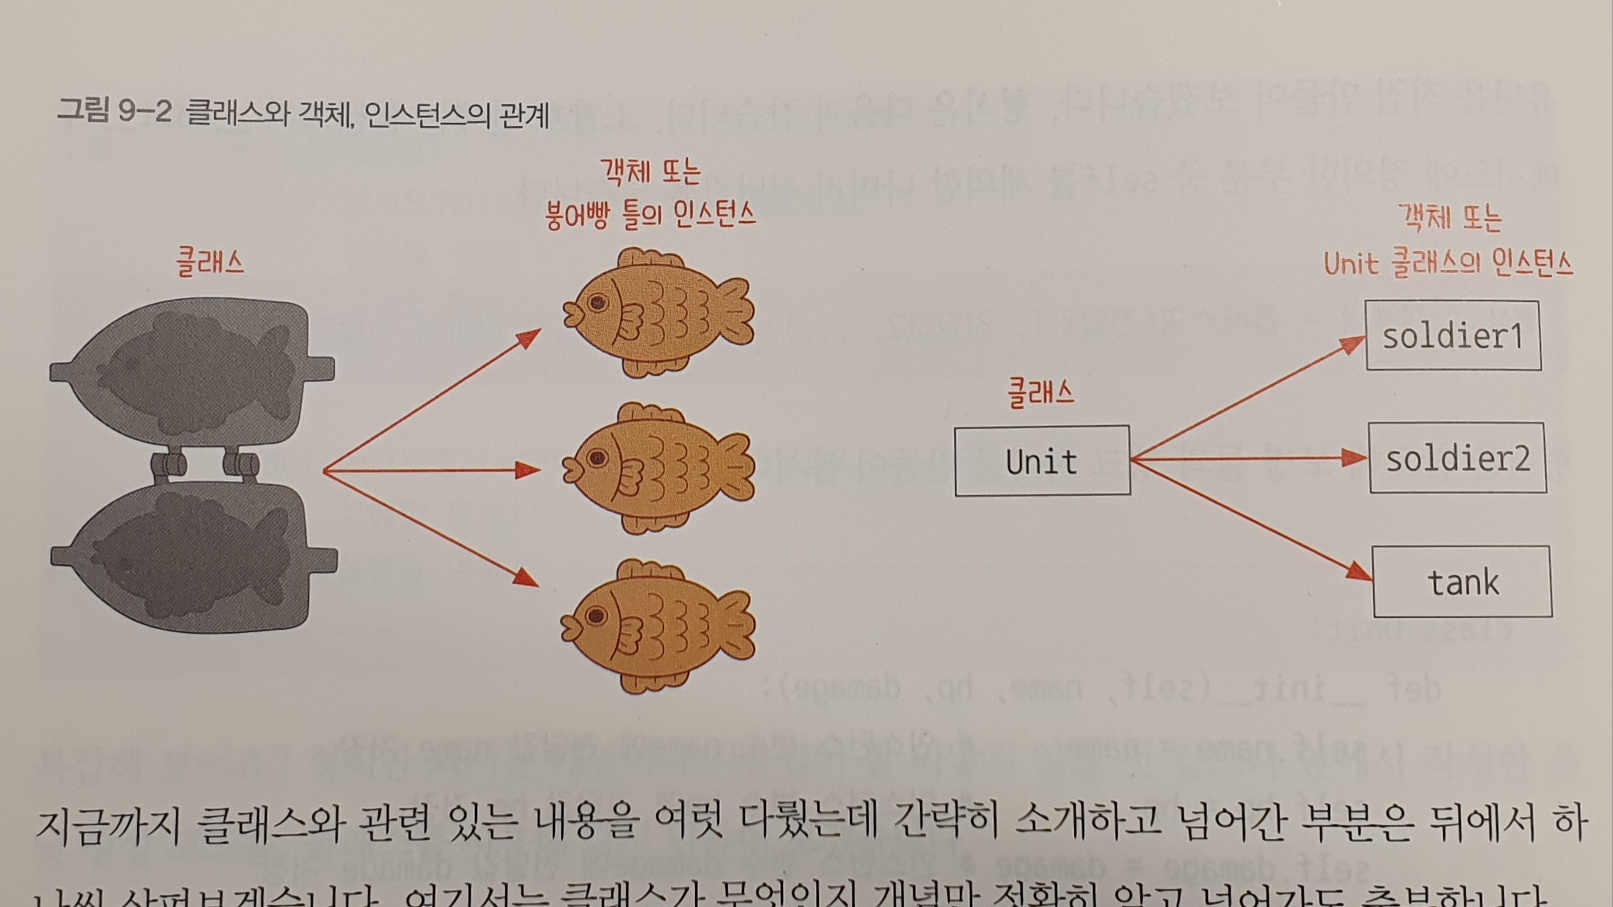 그림 9-2 클래스와 객체, 인스턴스의 관계
클래스
객체 또는
붕어빵 틀의 인스턴스
클래스
Unit
객체 또는
Unit 클래스의 인스턴스
soldier1
soldier2
tank
지금까지 클래스와 관련 있는 내용을 여럿 다뤘는데 간략히 소개하고 넘어간 부분은 뒤에서 하
나씩 살펴보겠습니다. 여기서는 클래스가 무엇인지 개념만 정확히 알고 넘어가도 충분합니다.